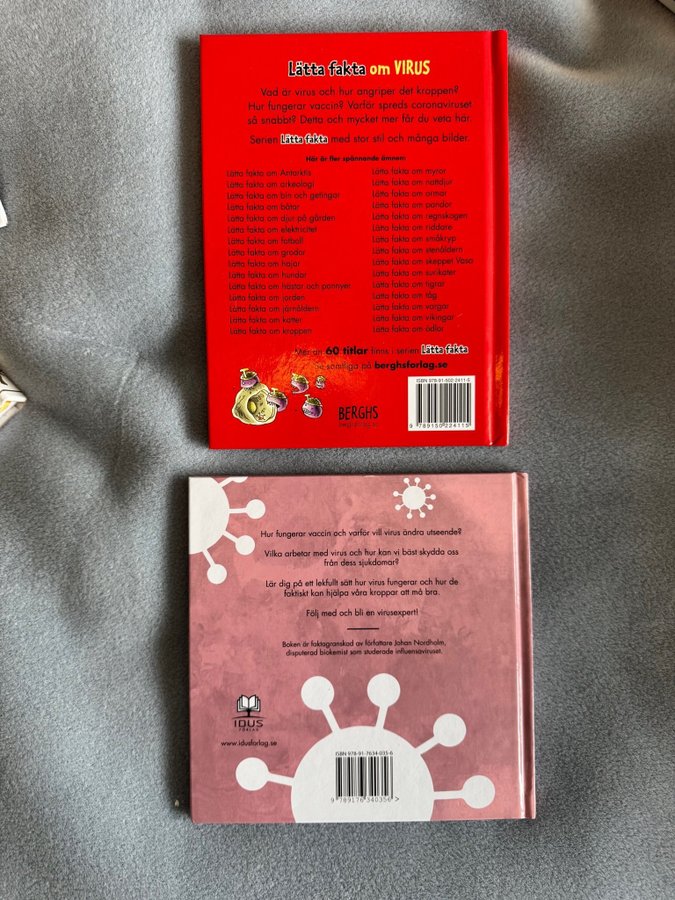 Lätta fakta om VIRUS
Vad är virus och hur angriper det kroppen?
Hur fungerar vaccin? Varför sprids coronaviruset
så snabbt? Detta och mycket mer får du veta här.
Serien Lätta fakta med stor stil och många bilder.
Här är fler spännande ämnen
Lätta fakta om Antarktis
Lätta fakta om arkeologi
Lätta fakta om bin och getingar
Lätta fakta om båtar
Lätta fakta om djur på gården
Lätta fakta om elektricitet
Lätta fakta om fotboll
Lätta fakta om grodor
Lätta fakta om hajar
Lätta fakta om hundar
Lätta fakta om hästar och ponnyer
Lätta fakta om jorden
Lätta fakta om järnåldern
Lätta fakta om katter
Lätta fakta om kroppen
Lätta fakta om myror
Lätta fakta om nattdjur
Lätta fakta om ormar
Lätta fakta om pandor
Lätta fakta om regnskogen
Lätta fakta om riddare
Lätta fakta om småkryp
Lätta fakta om stenåldern
Lätta fakta om skeppet Vasa
Lätta fakta om surikater
Lätta fakta om tigrar
Lätta fakta om tåg
Lätta fakta om vargar
Lätta fakta om vikingar
Lätta fakta om ödlor
Mer än 60 titlar finns i serien Lätta fakta
samtliga på berghsforlag.se
BERGHS
ISBN 978-91-502-2411-5
9 789150 224115
Hur fungerar vaccin och varför vill virus ändra utseende?
Vilka arbetar med virus och hur kan vi bäst skydda oss
från dess sjukdomar?
Lär dig på ett lekfullt sätt hur virus fungerar och hur de
faktiskt kan hjälpa våra kroppar att må bra.
Följ med och bli en virusexpert!
Boken är faktagranskad av författare Johan Nordholm,
disputerad biokemist som studerade influensaviruset.
IDUS
FÖRLAG
www.idusforlag.se
ISBN 978-91-7634-035-6
9 789176 340356 >